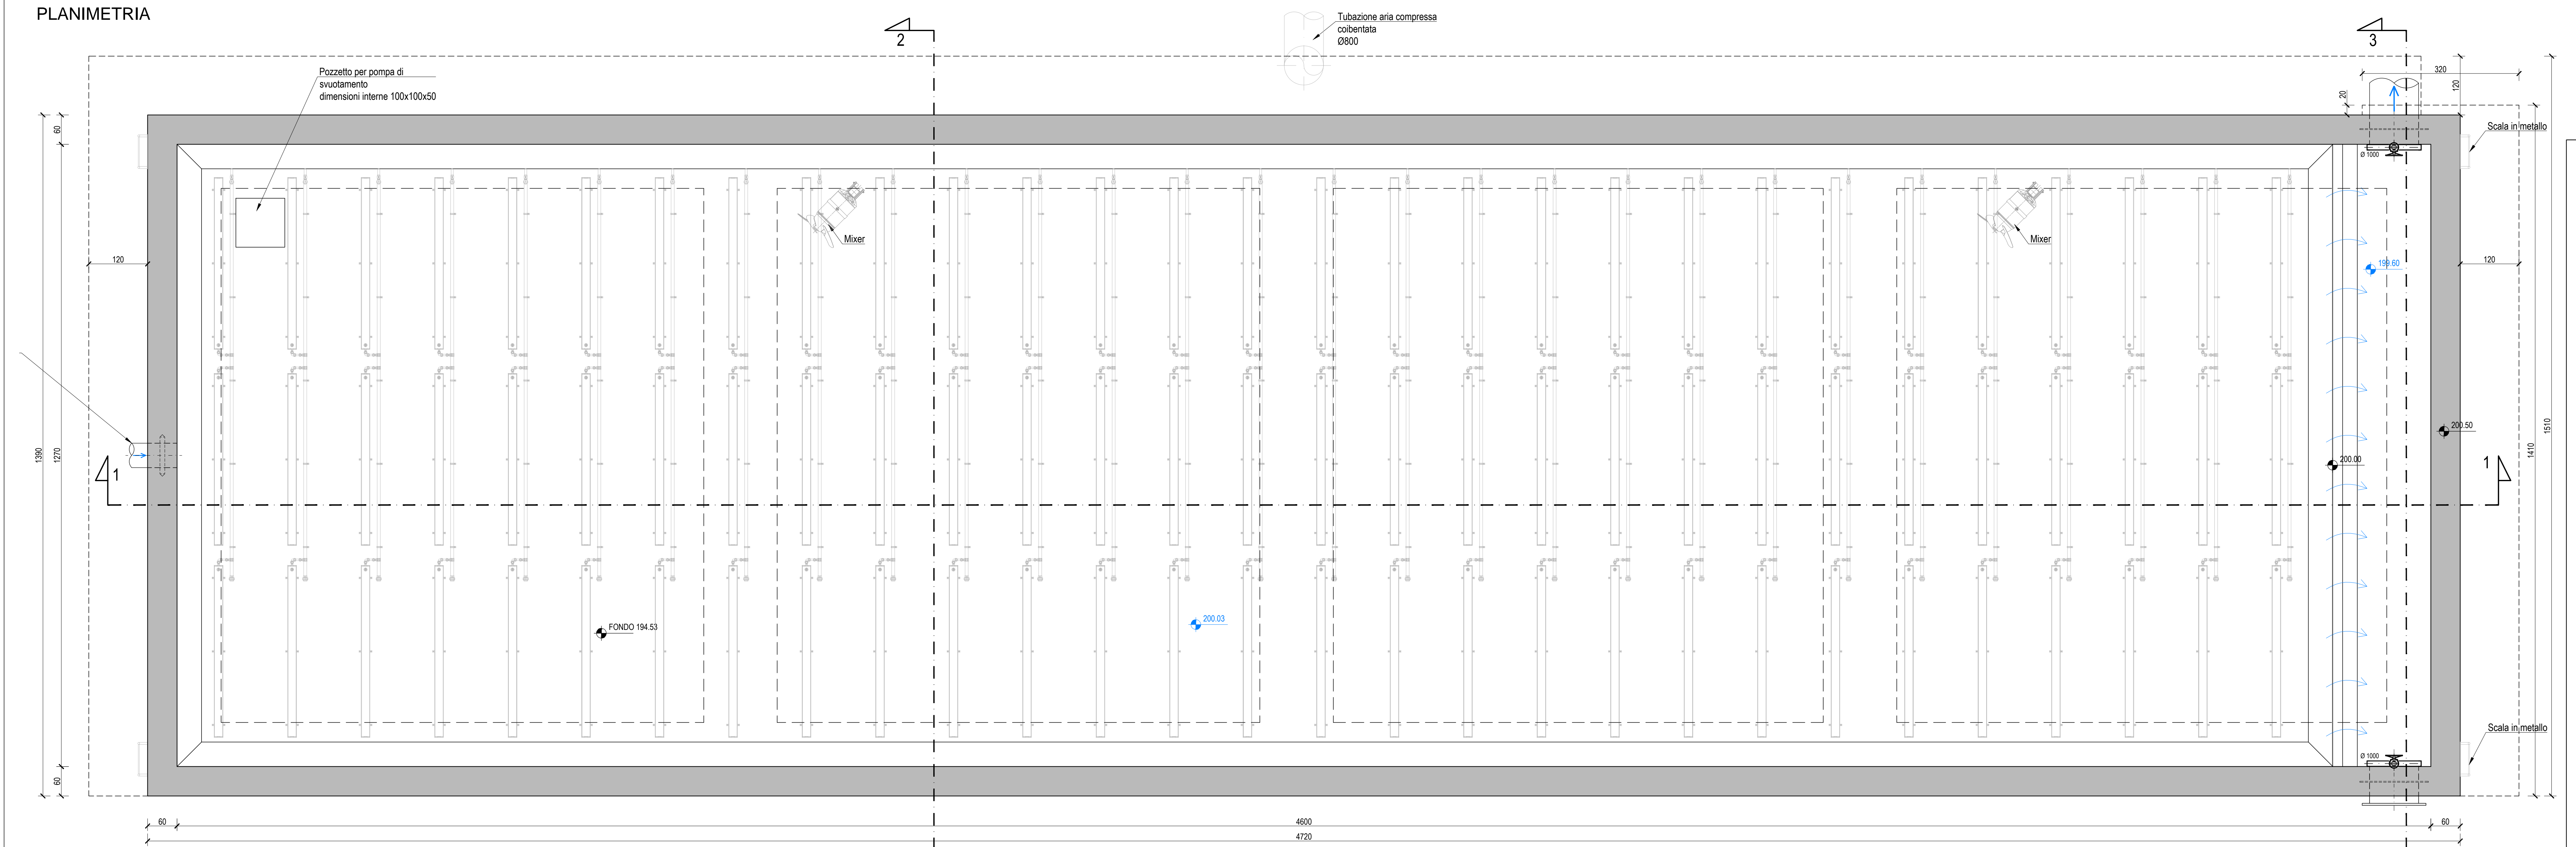 PLANIMETRIA
2
3
Tubazione aria compressa
coibentata
Ø800
Pozzetto per pompa di
svuotamento
dimensioni interne 100x100x50
320
120
20
60
Scala in metallo
Ø 1000
Mixer
Mixer
120
199.60
120
1390
1270
1510
1410
200.50
200.00
1
1
FONDO 194.53
200.03
Scala in metallo
Ø 1000
60
60
4600
60
4720